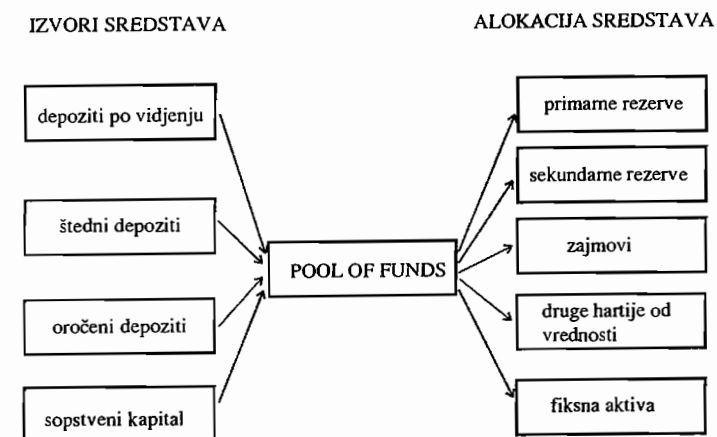 IZVORI SREDSTAVA
ALOKACIJA SREDSTAVA
depoziti po vidjenju
štedni depoziti
oročeni depoziti
sopstveni kapital
POOL OF FUNDS
primarne rezerve
sekundarne rezerve
zajmovi
druge hartije od
vrednosti
fiksna aktiva